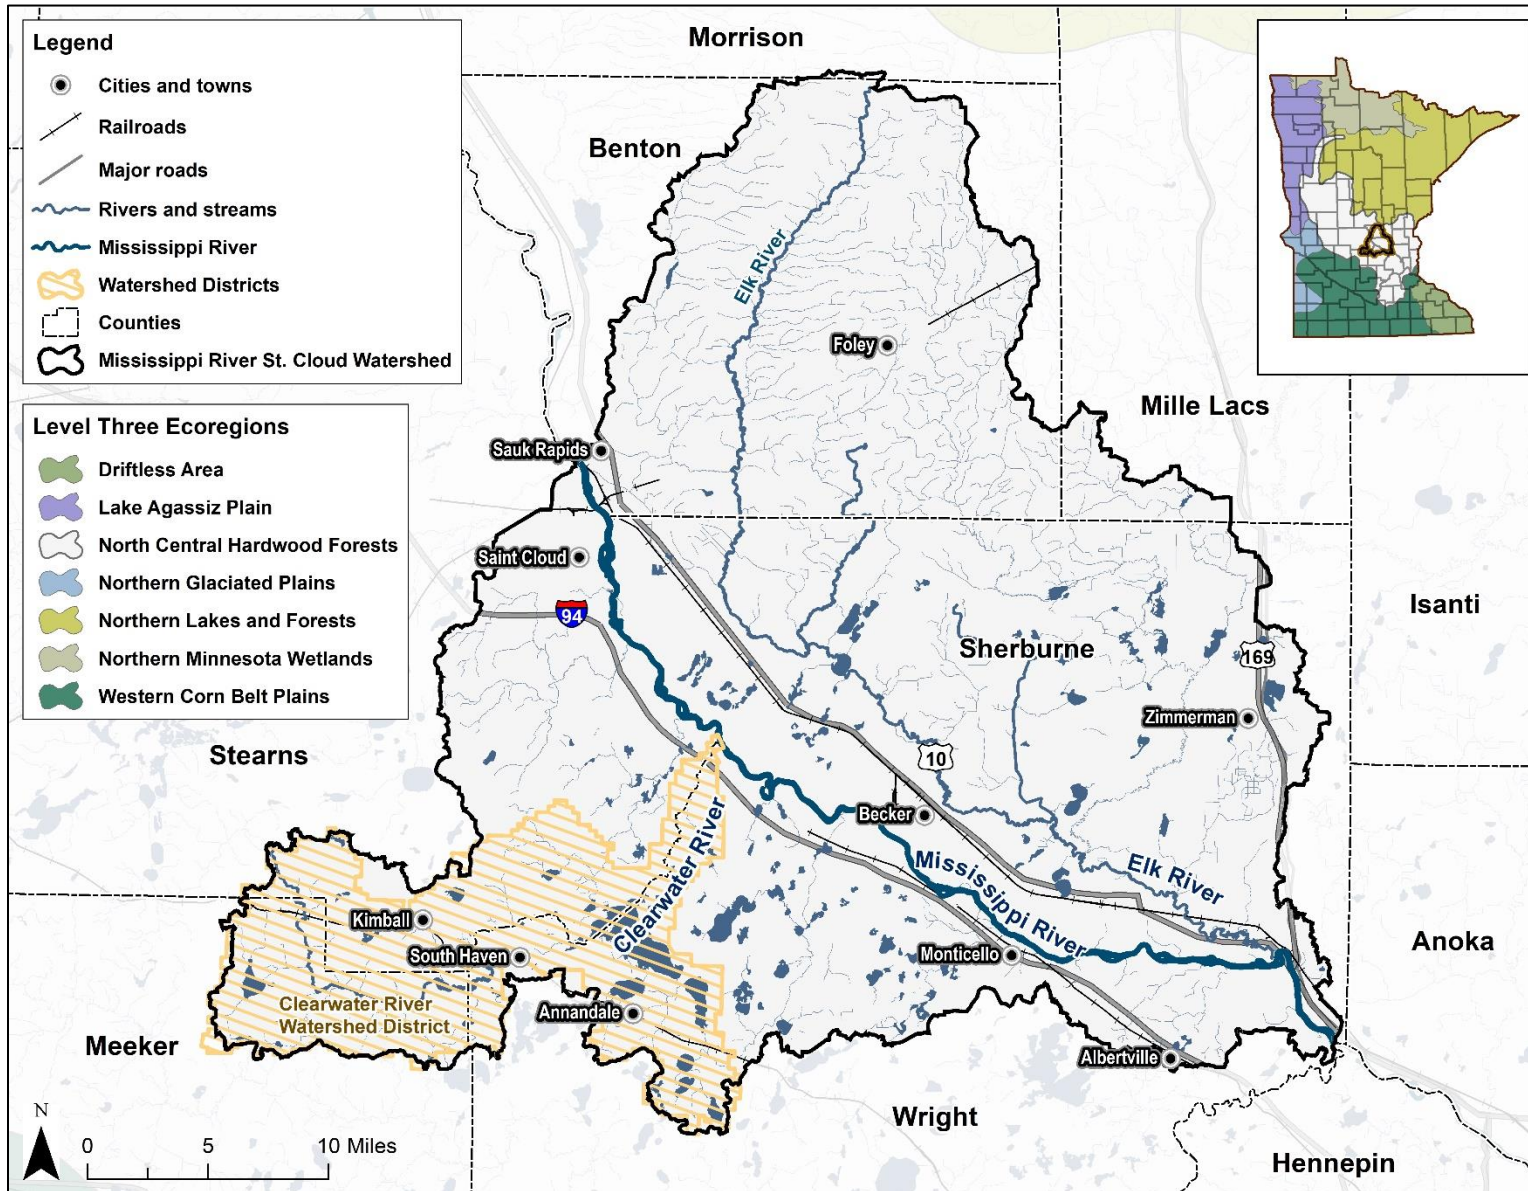 Legend
Cities and towns
Railroads
Major roads
Rivers and streams
Mississippi River
Watershed Districts
Counties
Mississippi River St. Cloud Watershed
Level Three Ecoregions
Driftless Area
Lake Agassiz Plain
North Central Hardwood Forests
Northern Glaciated Plains
Northern Lakes and Forests
Northern Minnesota Wetlands
Western Corn Belt Plains
Morrison
Benton
Elk River
Foley
Mille Lacs
Sauk Rapids
Saint Cloud
94
Isanti
Sherburne
169
Zimmerman
Stearns
10
Becker
Clearwater River
Mississippi River
Elk River
Kimball
South Haven
Monticello
Anoka
Clearwater River
Watershed District
Annandale
Meeker
Albertville
Wright
Hennepin
N
0 5 10 Miles